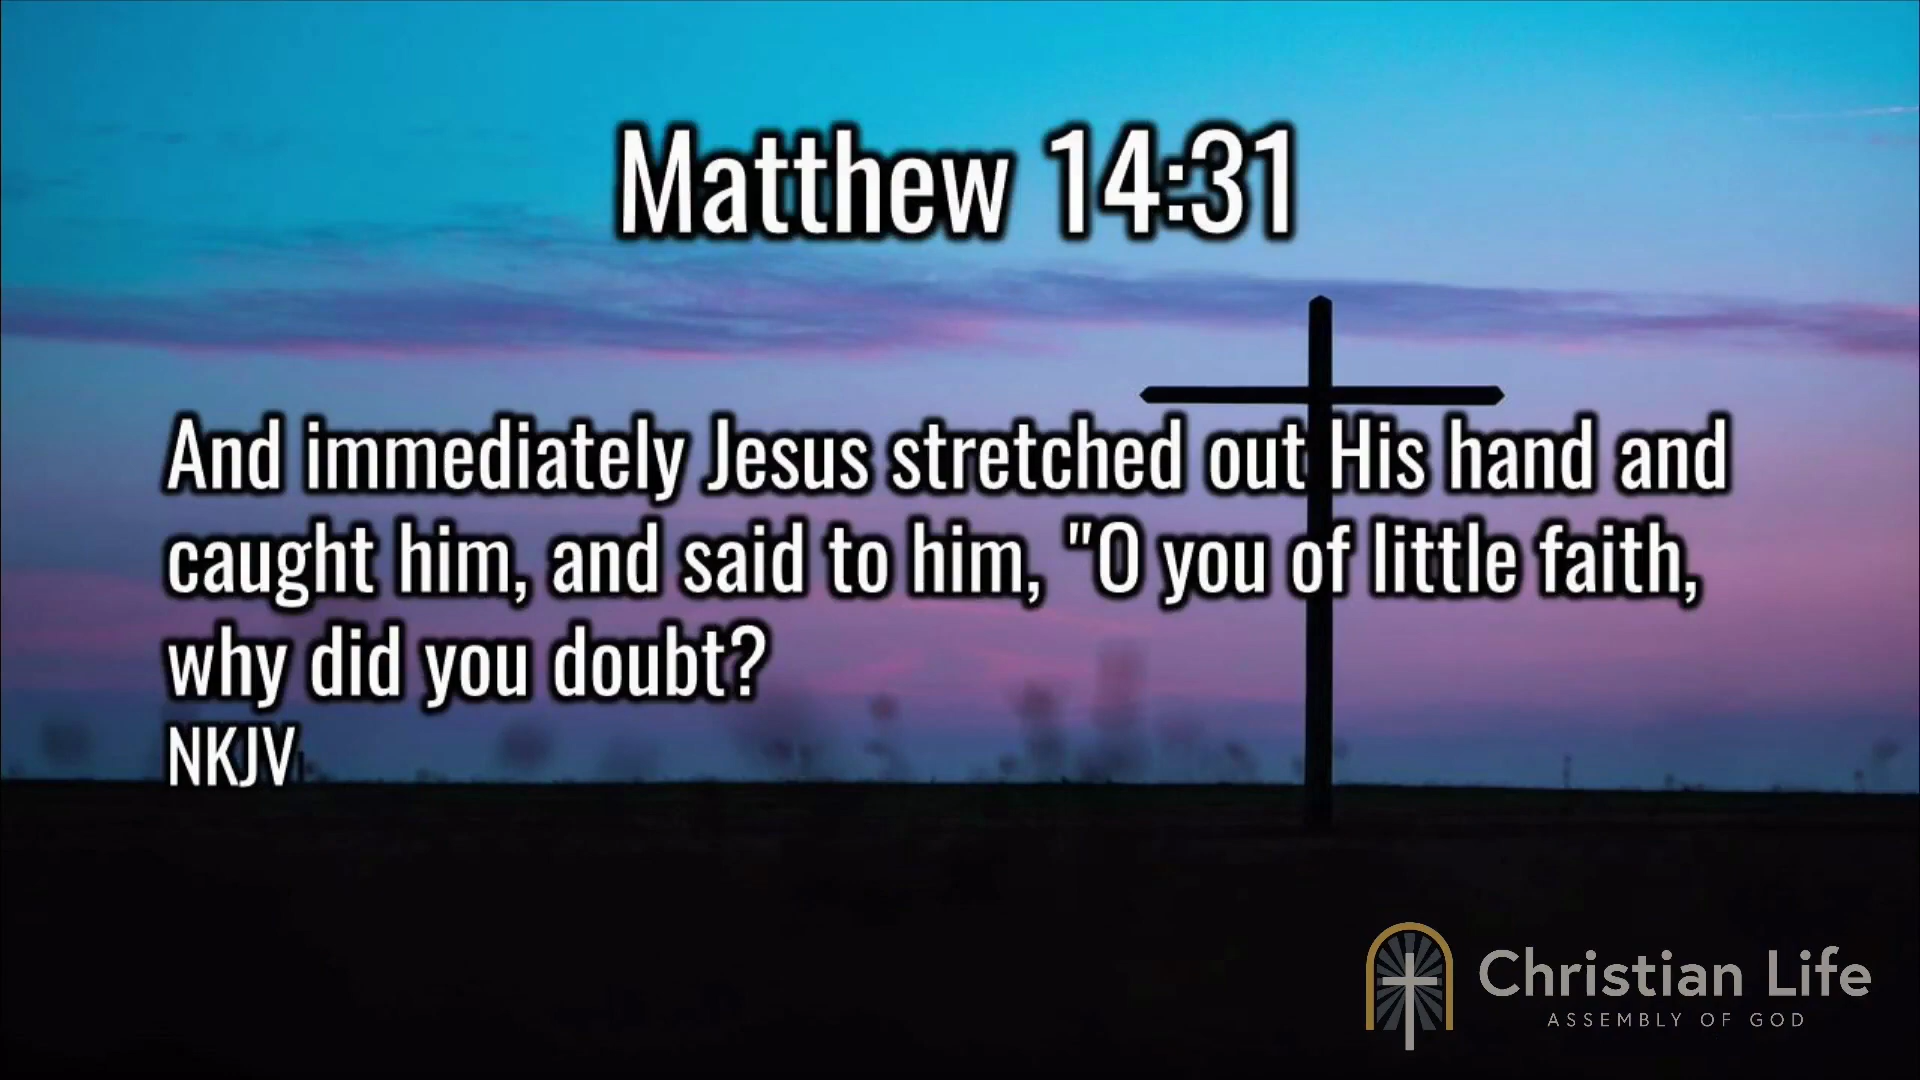 Matthew 14:31
And immediately Jesus stretched out His hand and
caught him, and said to him, "O you of little faith,
why did you doubt?
NKJV
Christian Life
ASSEMBLY OF GOD